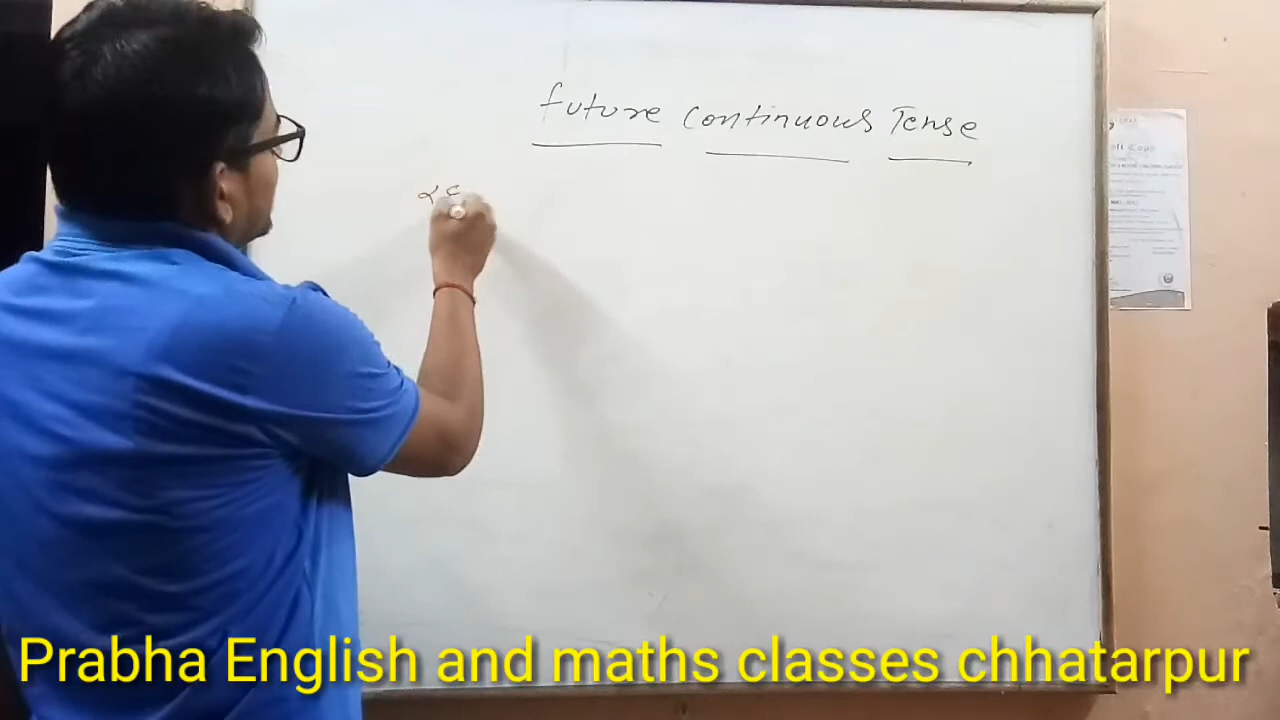 future Continuous Tense
Prabha English and maths classes chhatarpur